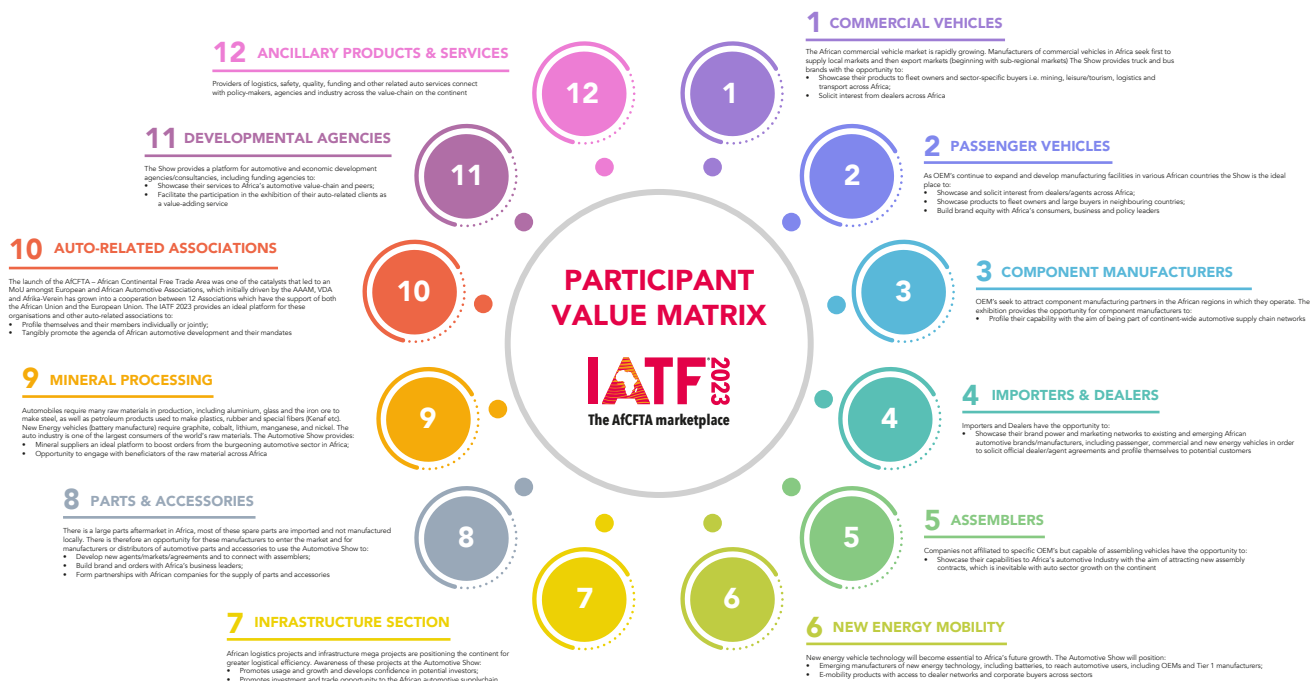 1 COMMERCIAL VEHICLES
The African commercial vehicle market is rapidly growing. Manufacturers of commercial vehicles in Africa seek first to
supply local markets and then export markets (beginning with sub-regional markets) The Show provides truck and bus
brands with the opportunity to:
• Showcase their products to fleet owners and sector-specific buyers i.e. mining, leisure/tourism, logistics and
transport across Africa;
• Solicit interest from dealers across Africa
2 PASSENGER VEHICLES
As OEM's continue to expand and develop manufacturing facilities in various African countries the Show is the ideal
place to:
• Showcase and solicit interest from dealers/agents across Africa;
• Showcase products to fleet owners and large buyers in neighbouring countries;
• Build brand equity with Africa's consumers, business and policy leaders
3 COMPONENT MANUFACTURERS
OEM's seek to attract component manufacturing partners in the African regions in which they operate. The
exhibition provides the opportunity for component manufacturers to:
• Profile their capability with the aim of being part of continent-wide automotive supply chain networks
4 IMPORTERS & DEALERS
Importers and Dealers have the opportunity to:
• Showcase their brand power and marketing networks to existing and emerging African
automotive brands/manufacturers, including passenger, commercial and new energy vehicles in order
to solicit official dealer/agent agreements and profile themselves to potential customers
5 ASSEMBLERS
Companies not affiliated to specific OEM's but capable of assembling vehicles have the opportunity to:
• Showcase their capabilities to Africa's automotive Industry with the aim of attracting new assembly
contracts, which is inevitable with auto sector growth on the continent
6 NEW ENERGY MOBILITY
New energy vehicle technology will become essential to Africa's future growth. The Automotive Show will position:
• Emerging manufacturers of new energy technology, including batteries, to reach automotive users, including OEMs and Tier 1 manufacturers;
• E-mobility products with access to dealer networks and corporate buyers across sectors
7 INFRASTRUCTURE SECTION
African logistics projects and infrastructure mega projects are positioning the continent for
greater logistical efficiency. Awareness of these projects at the Automotive Show:
• Promotes usage and growth and develops confidence in potential investors;
• Promotes investment and trade opportunity to the African automotive supplychain
8 PARTS & ACCESSORIES
There is a large parts aftermarket in Africa, most of these spare parts are imported and not manufactured
locally. There is therefore an opportunity for these manufacturers to enter the market and for
manufacturers or distributors of automotive parts and accessories to use the Automotive Show to:
• Develop new agents/markets/agreements and to connect with assemblers;
• Build brand and orders with Africa's business leaders;
• Form partnerships with African companies for the supply of parts and accessories
9 MINERAL PROCESSING
Automobiles require many raw materials in production, including aluminium, glass and the iron ore to
make steel, as well as petroleum products used to make plastics, rubber and special fibers (Kenaf etc).
New Energy vehicles (battery manufacture) require graphite, cobalt, lithium, manganese, and nickel. The
auto industry is one of the largest consumers of the world's raw materials. The Automotive Show provides:
• Mineral suppliers an ideal platform to boost orders from the burgeoning automotive sector in Africa;
• Opportunity to engage with beneficiators of the raw material across Africa
10 AUTO-RELATED ASSOCIATIONS
The launch of the AfCFTA – African Continental Free Trade Area was one of the catalysts that led to an
MoU amongst European and African Automotive Associations, which initially driven by the AAAM, VDA
and Afrika-Verein has grown into a cooperation between 12 Associations which have the support of both
the African Union and the European Union. The IATF 2023 provides an ideal platform for these
organisations and other auto-related associations to:
• Profile themselves and their members individually or jointly;
• Tangibly promote the agenda of African automotive development and their mandates
11 DEVELOPMENTAL AGENCIES
The Show provides a platform for automotive and economic development
agencies/consultancies, including funding agencies to:
• Showcase their services to Africa's automotive value-chain and peers;
• Facilitate the participation in the exhibition of their auto-related clients as
a value-adding service
12 ANCILLARY PRODUCTS & SERVICES
Providers of logistics, safety, quality, funding and other related auto services connect
with policy-makers, agencies and industry across the value-chain on the continent
1
2
3
4
5
6
7
8
9
10
11
12
PARTICIPANT
VALUE MATRIX
IATF 2023
The AfCFTA marketplace